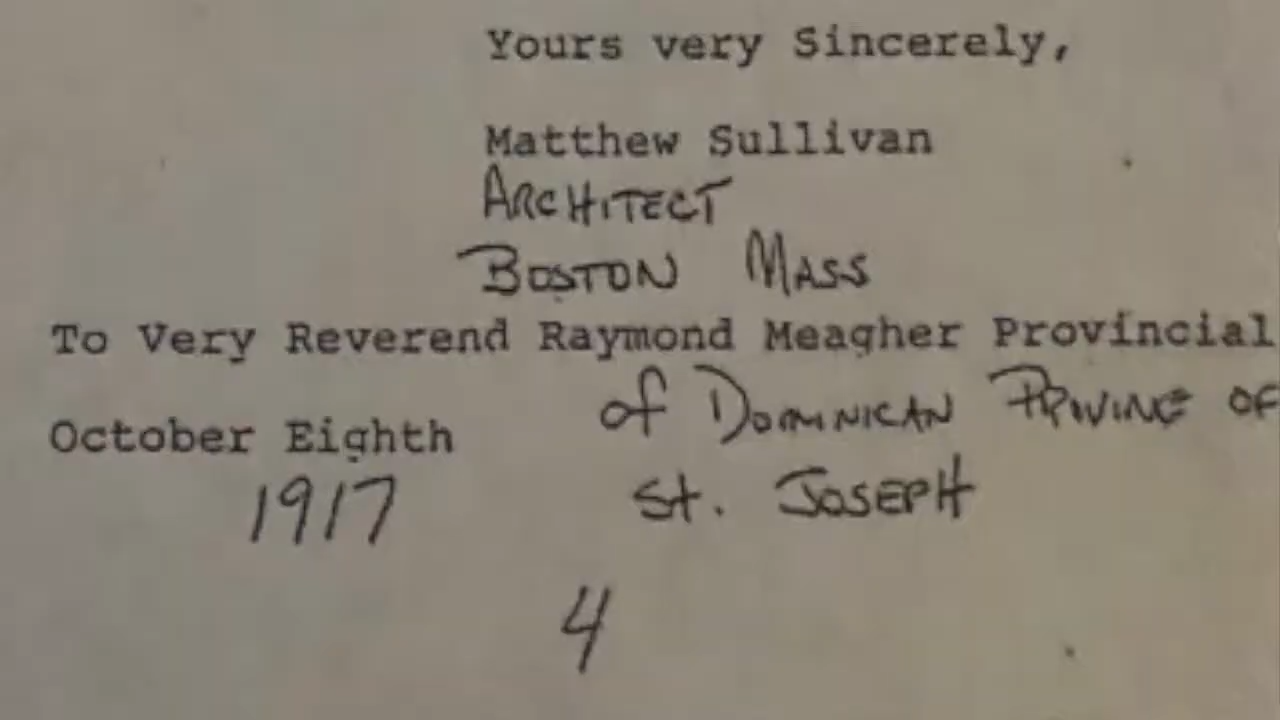 Yours very Sincerely,
Matthew Sullivan
ARCHITECT
BOSTON MASS
To Very Reverend Raymond Meagher Provincial
of DOMINICAN PRVINC OF
October Eighth
St. JOSEPH
1917
4